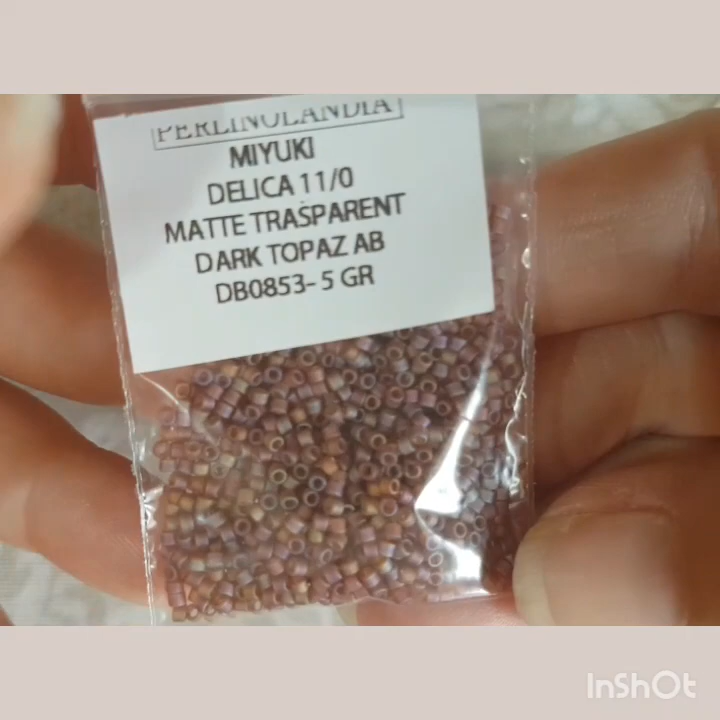 PERLINOLANDIA
MIYUKI
DELICA 11/0
MATTE TRASPARENT
DARK TOPAZ AB
DB0853-5 GR
InShOt